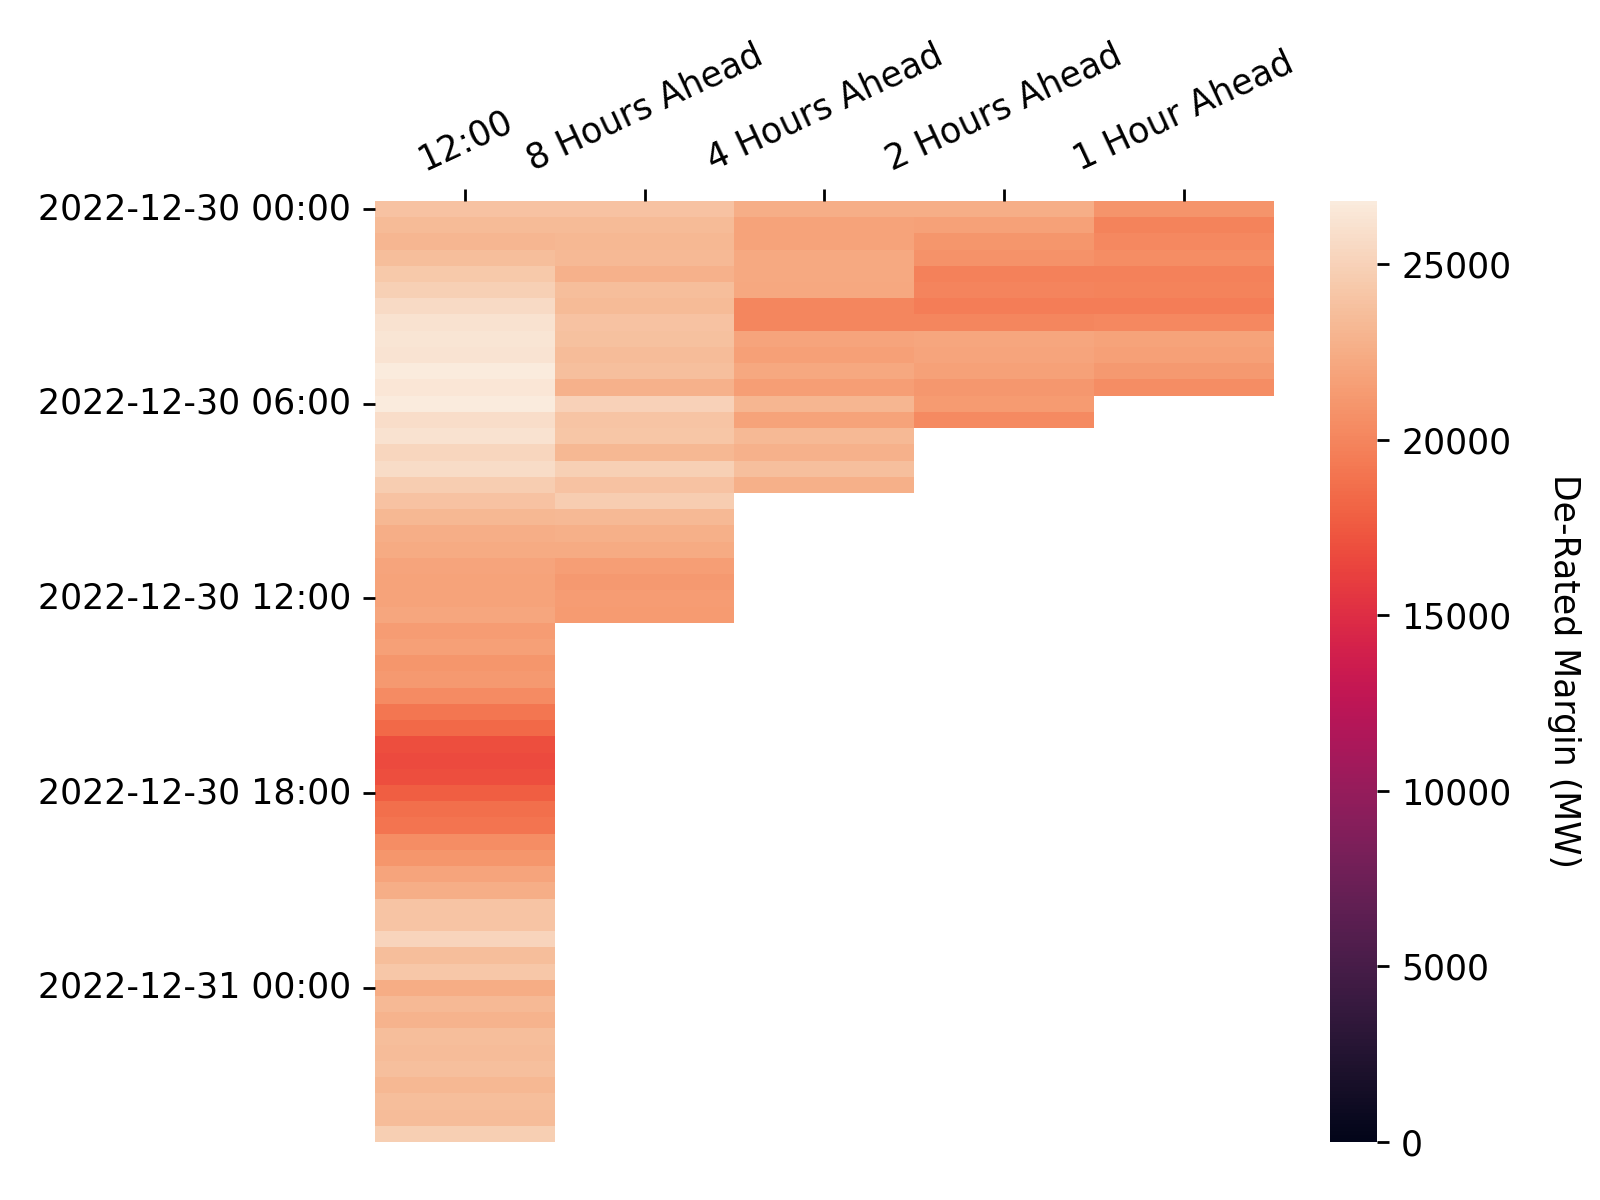 12:00
8 Hours Ahead
4 Hours Ahead
2 Hours Ahead
1 Hour Ahead
2022-12-30 00:00
2022-12-30 06:00
2022-12-30 12:00
2022-12-30 18:00
2022-12-31 00:00
25000
20000
15000
10000
5000
0
De-Rated Margin (MW)